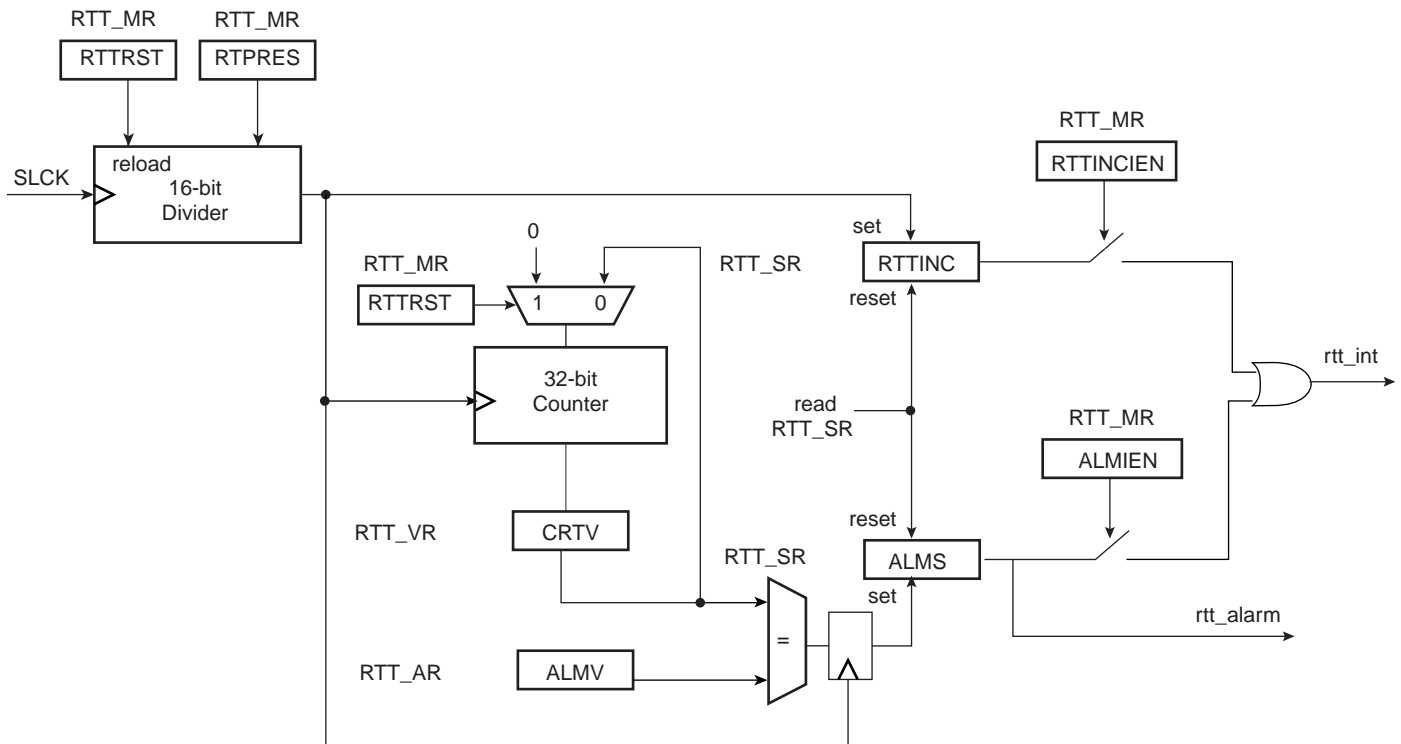 RTT_MR
RTT_MR
RTTRST
RTPRES
reload
16-bit
Divider
SLCK
RTT_MR
RTTINCIEN
0
set
RTT_MR
RTT_SR
RTTINC
RTTRST
1
0
reset
32-bit
Counter
rtt_int
read
RTT_SR
RTT_MR
ALMIEN
reset
RTT_VR
CRTV
RTT_SR
ALMS
set
rtt_alarm
=
RTT_AR
ALMV